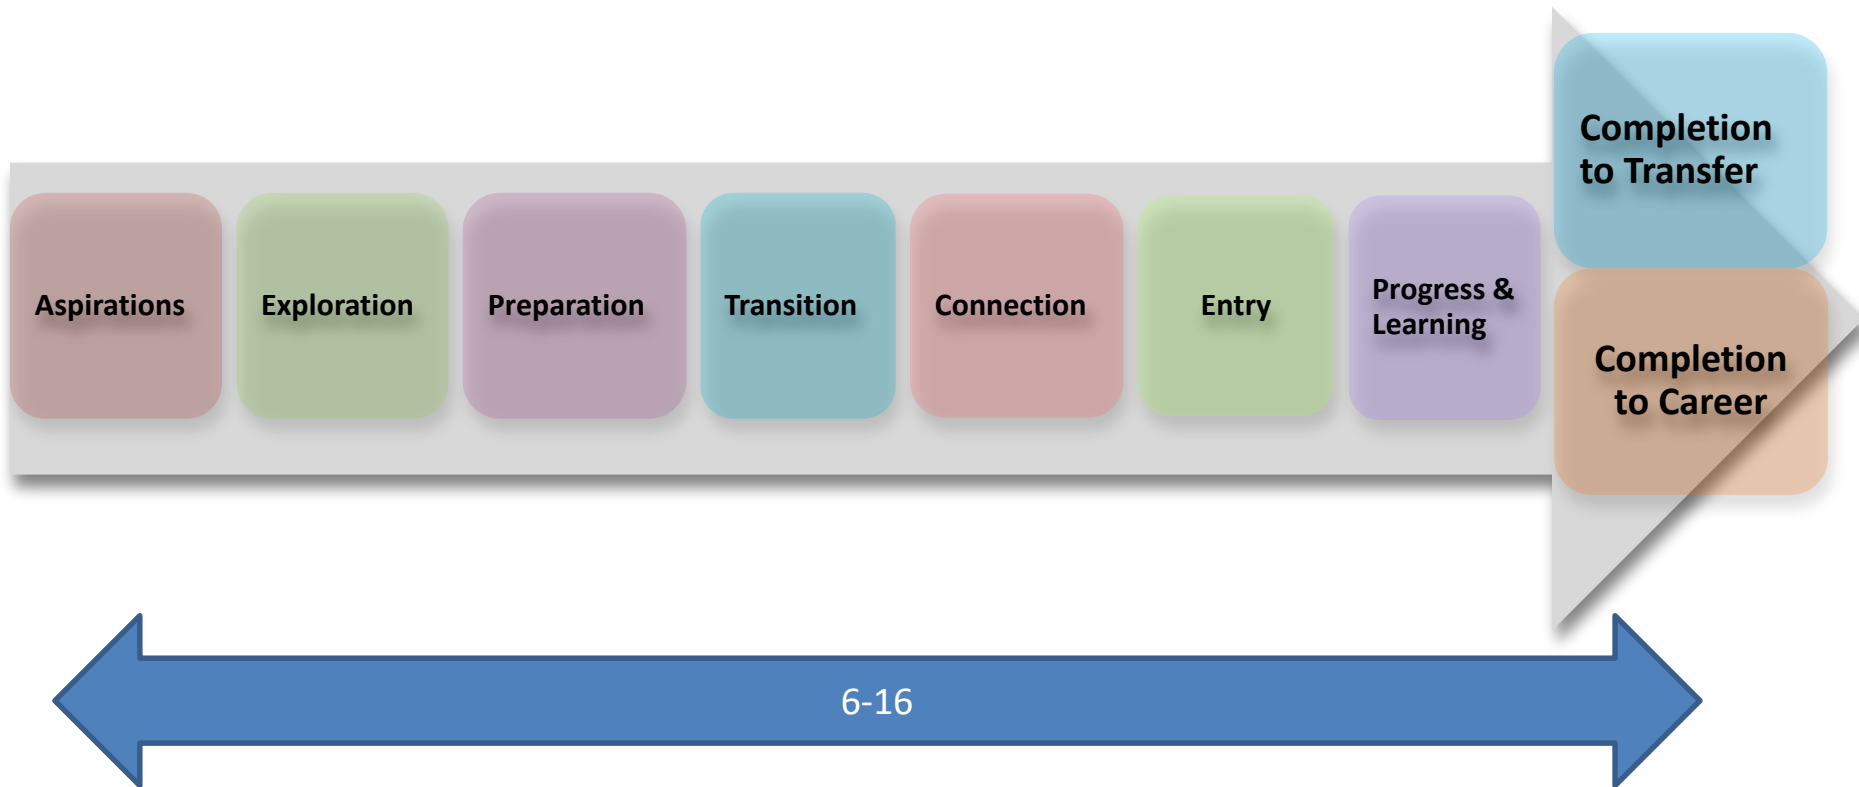 Aspirations
Exploration
Preparation
Transition
Connection
Entry
Progress &
Learning
Completion
to Transfer
Completion
to Career
6-16